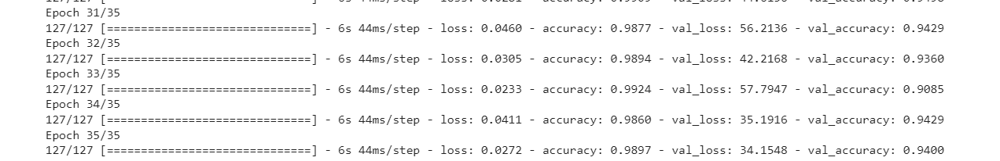 Epoch 31/35
127/127 [==============================] - 6s 44ms/step - loss: 0.0460 - accuracy: 0.9877 - val_loss: 56.2136 - val_accuracy: 0.9429
Epoch 32/35
127/127 [==============================] - 6s 44ms/step - loss: 0.0305 - accuracy: 0.9894 - val_loss: 42.2168 - val_accuracy: 0.9360
Epoch 33/35
127/127 [==============================] - 6s 44ms/step - loss: 0.0233 - accuracy: 0.9924 - val_loss: 57.7947 - val_accuracy: 0.9085
Epoch 34/35
127/127 [==============================] - 6s 44ms/step - loss: 0.0411 - accuracy: 0.9860 - val_loss: 35.1916 - val_accuracy: 0.9429
Epoch 35/35
127/127 [==============================] - 6s 44ms/step - loss: 0.0272 - accuracy: 0.9897 - val_loss: 34.1548 - val_accuracy: 0.9400